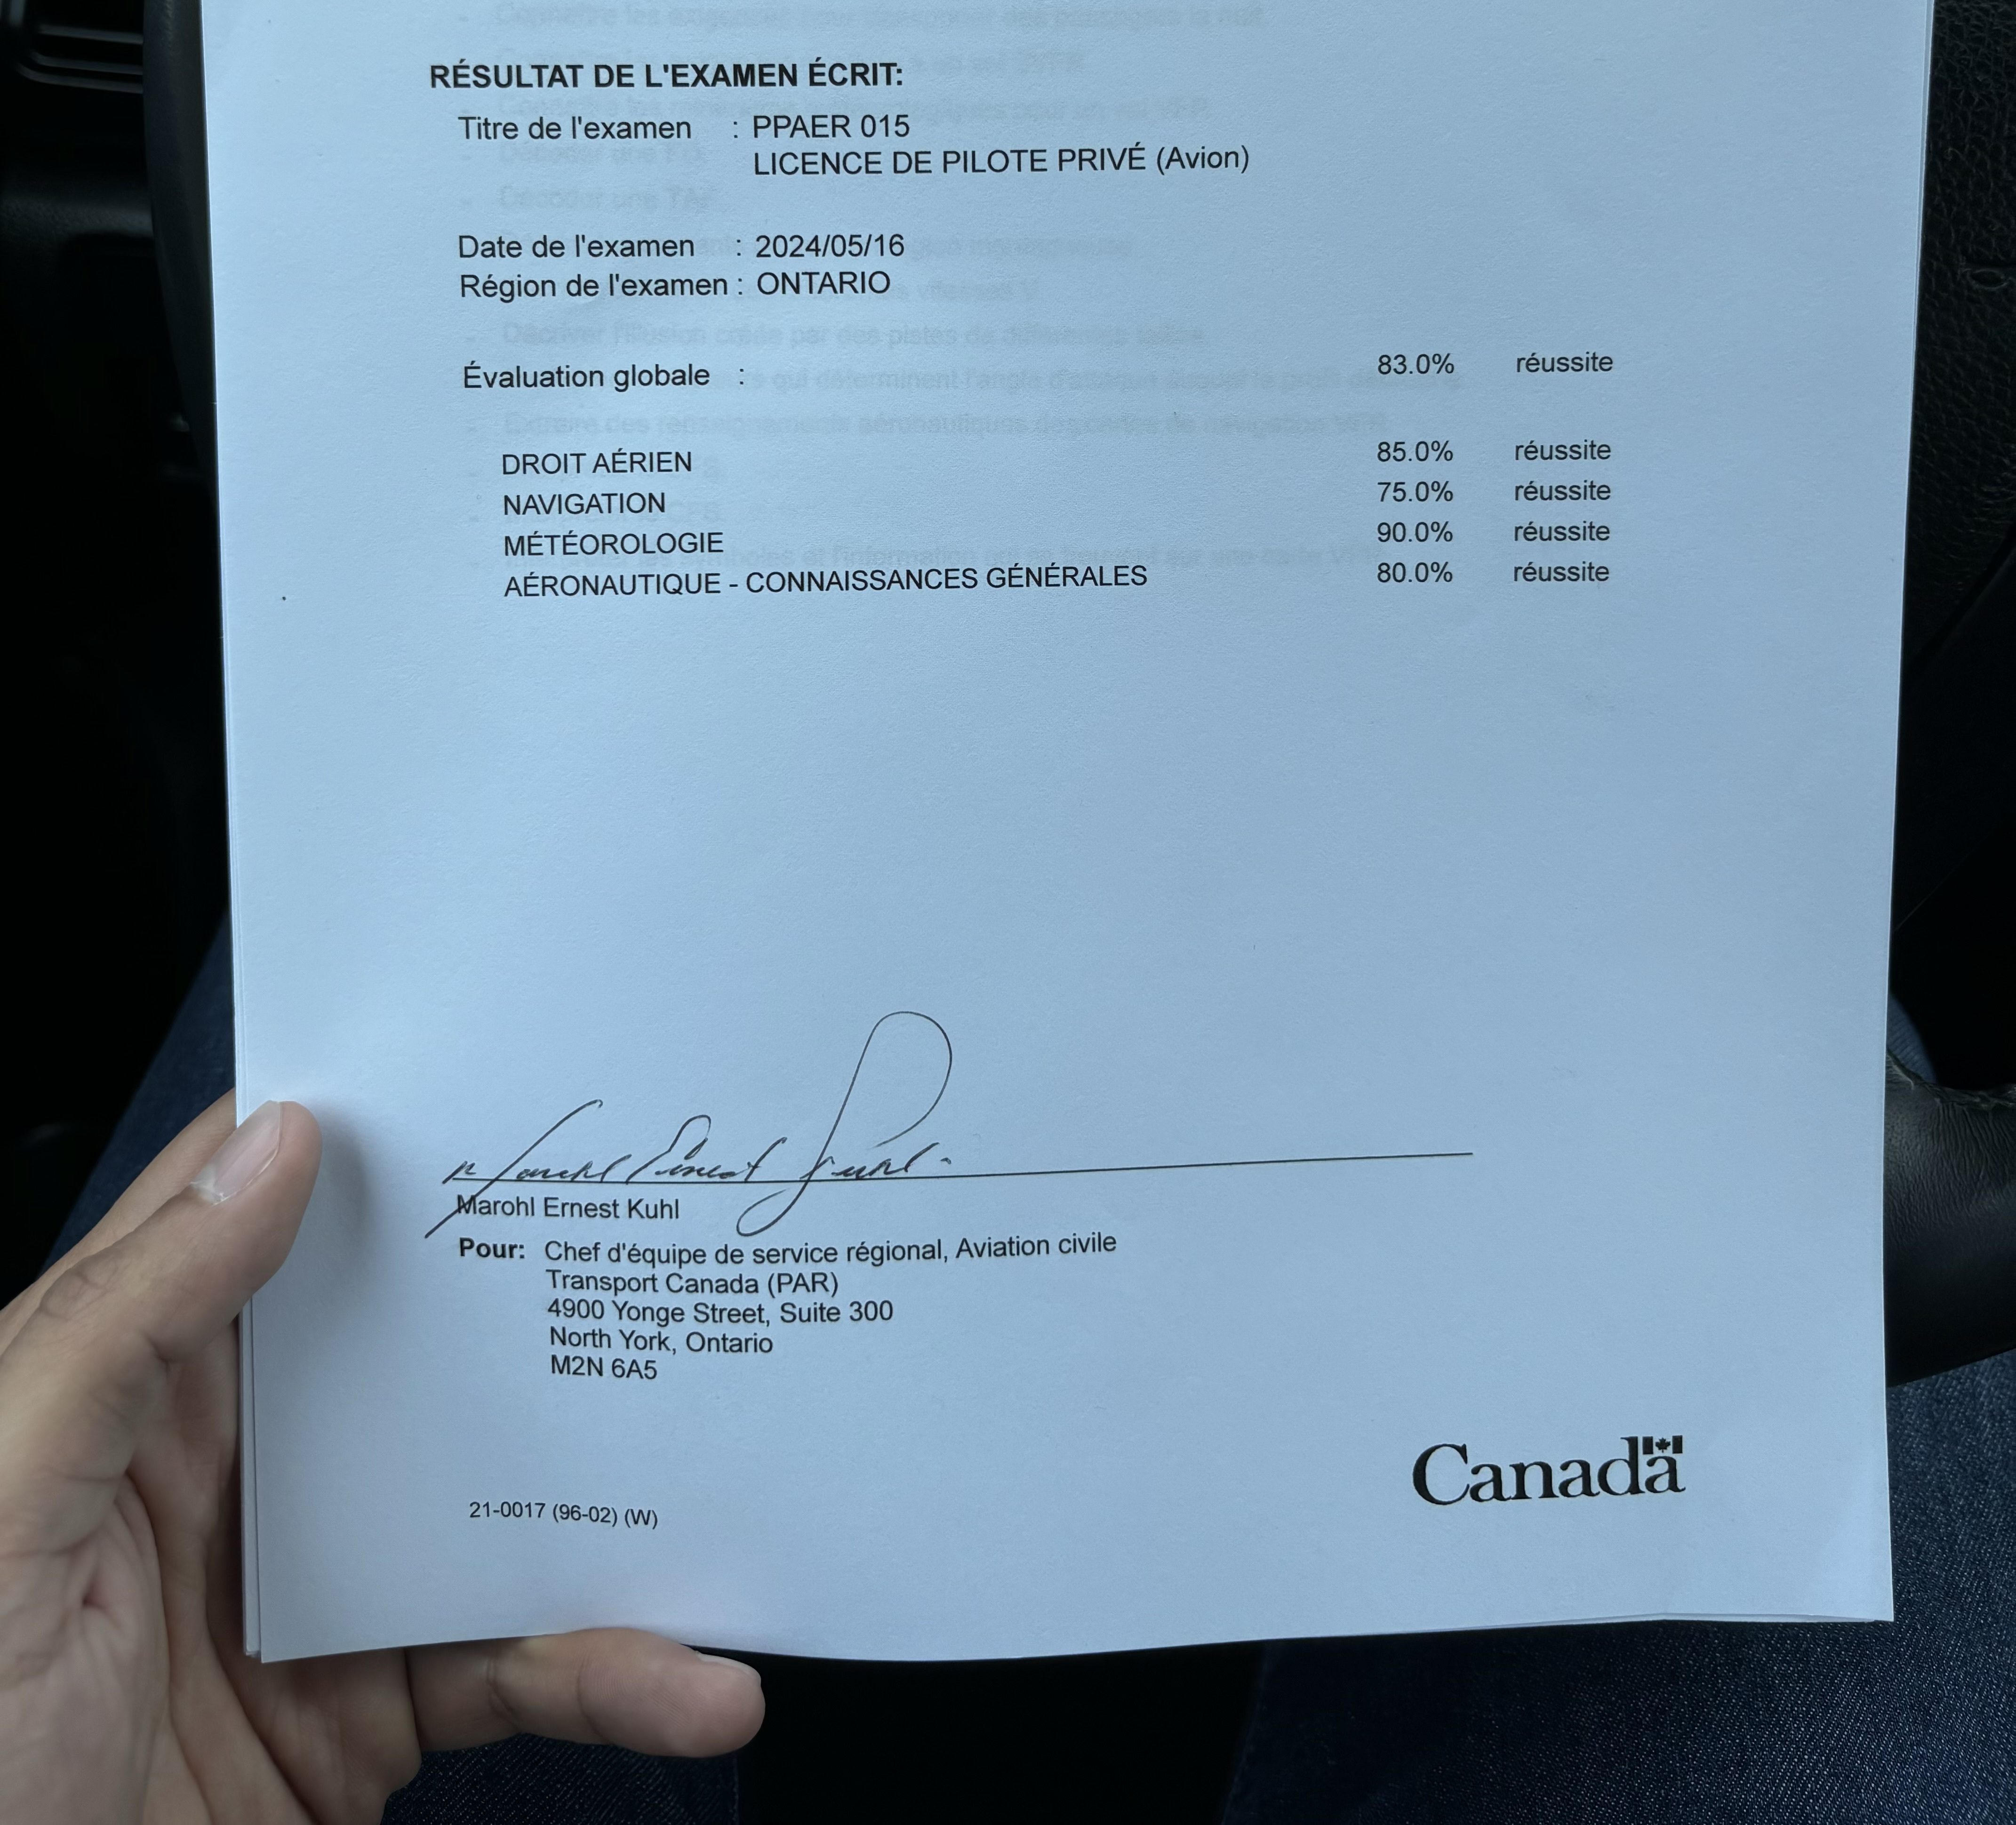 RÉSULTAT DE L'EXAMEN ÉCRIT:
Titre de l'examen : PPAER 015
LICENCE DE PILOTE PRIVÉ (Avion)
Date de l'examen : 2024/05/16
Région de l'examen : ONTARIO
Évaluation globale : 83.0% réussite
DROIT AÉRIEN 85.0% réussite
NAVIGATION 75.0% réussite
MÉTÉOROLOGIE 90.0% réussite
AÉRONAUTIQUE - CONNAISSANCES GÉNÉRALES 80.0% réussite
Marohl Ernest Kuhl
Marohl Ernest Kuhl
Pour: Chef d'équipe de service régional, Aviation civile
Transport Canada (PAR)
4900 Yonge Street, Suite 300
North York, Ontario
M2N 6A5
Canada
21-0017 (96-02) (W)